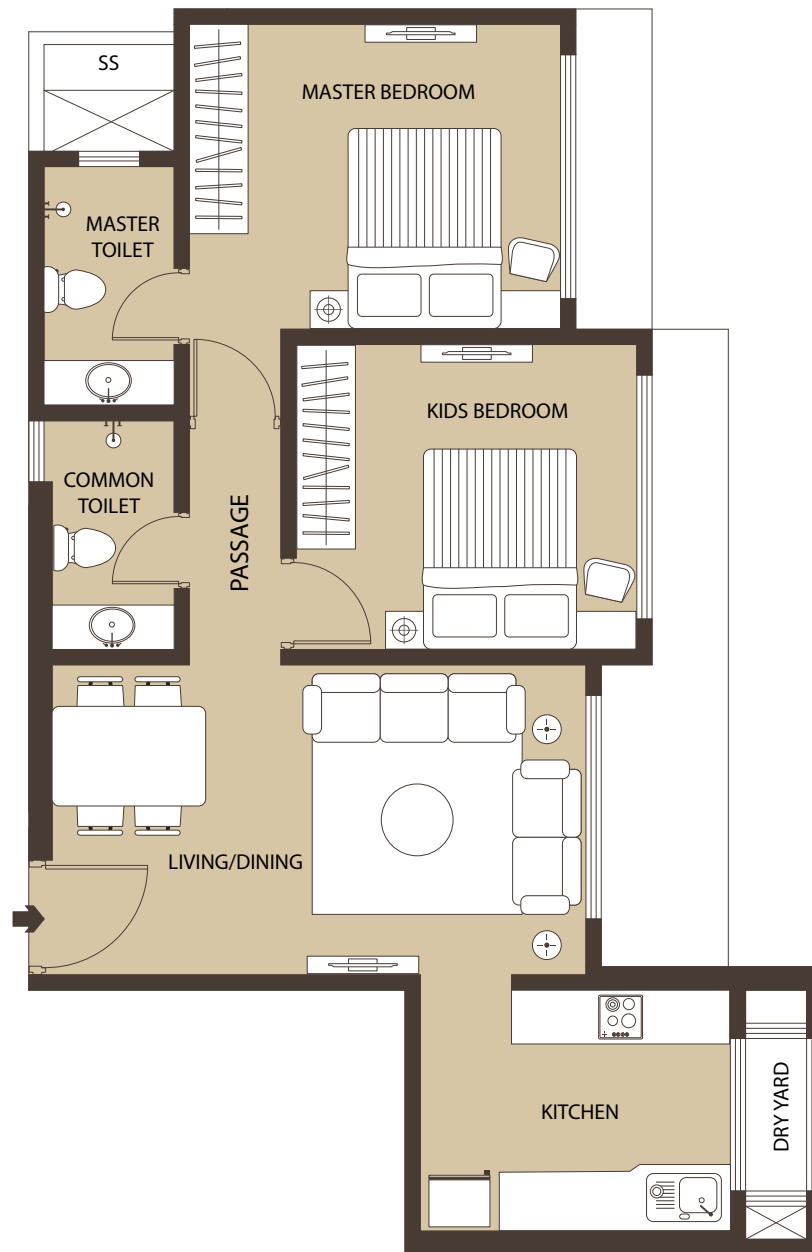 SS
MASTER BEDROOM
MASTER
TOILET
KIDS BEDROOM
COMMON
TOILET
PASSAGE
LIVING/DINING
KITCHEN
DRY YARD